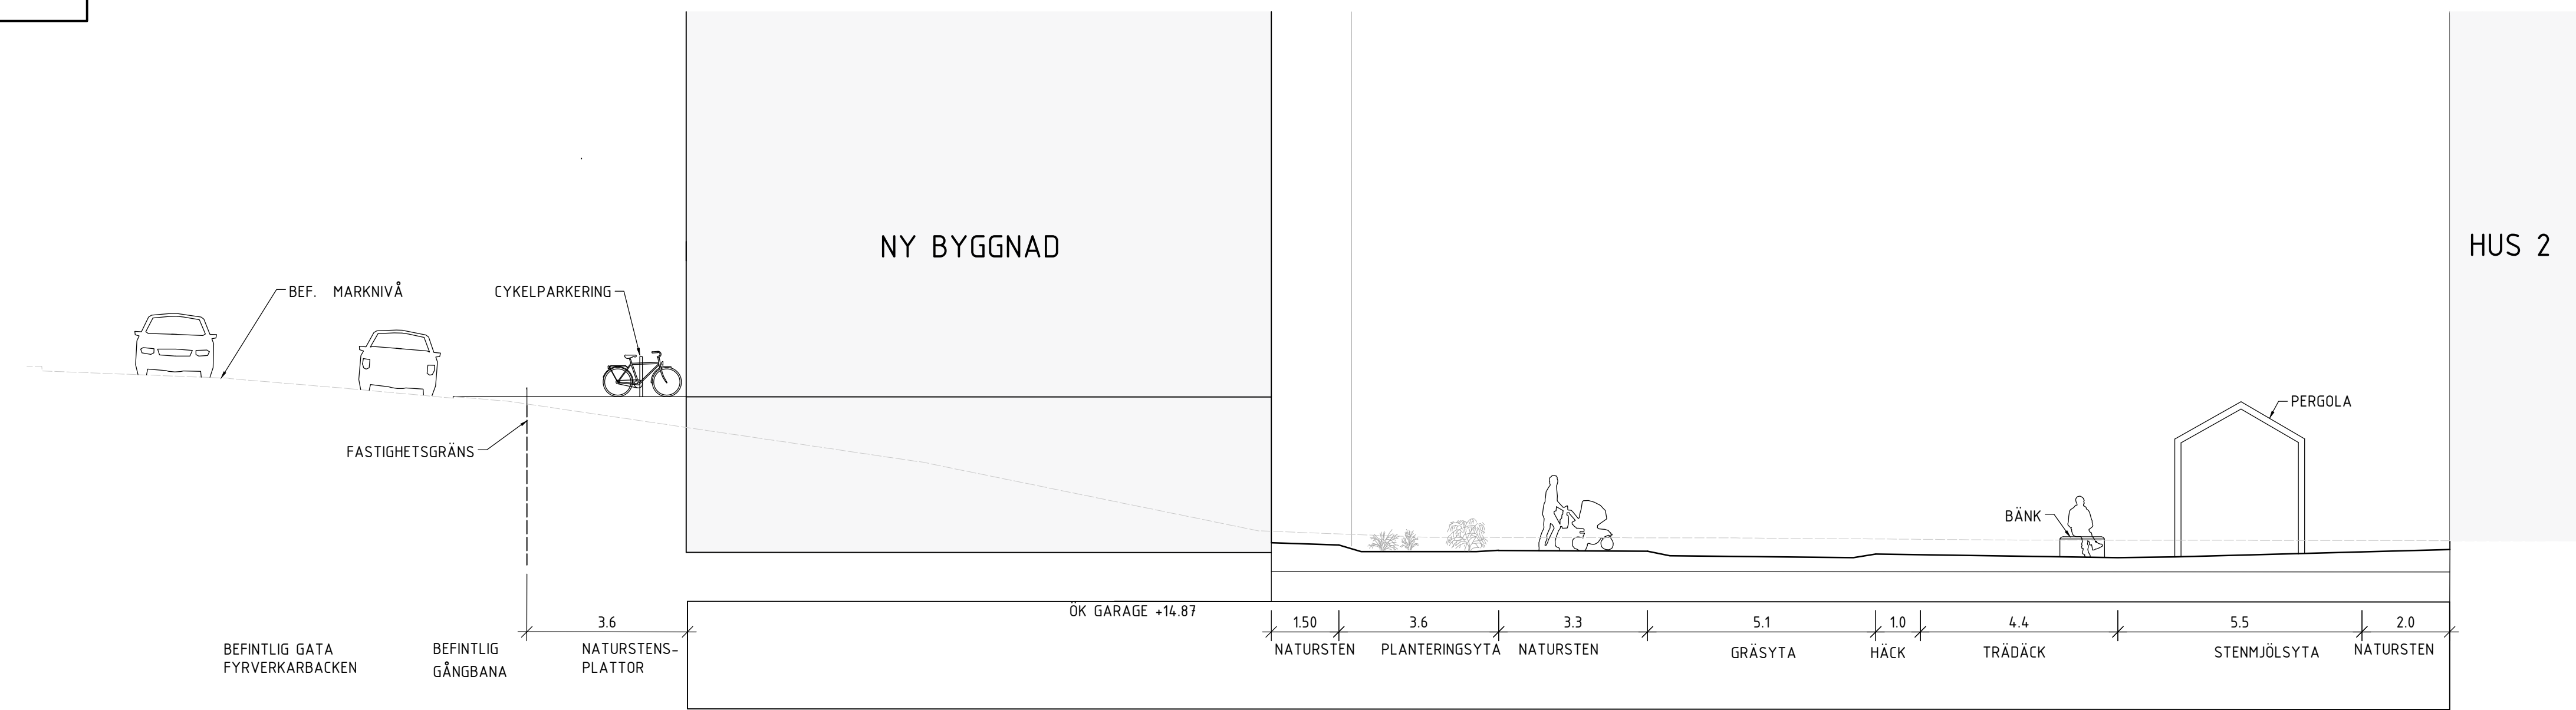 NY BYGGNAD
HUS 2
BEF. MARKNIVÅ
CYKELPARKERING
FASTIGHETSGRÄNS
PERGOLA
BÄNK
ÖK GARAGE +14.87
3.6
1.50
3.6
3.3
5.1
1.0
4.4
5.5
2.0
BEFINTLIG GATA
FYRVERKARBACKEN
BEFINTLIG
GÅNGBANA
NATURSTENS-
PLATTOR
NATURSTEN
PLANTERINGSYTA
NATURSTEN
GRÄSYTA
HÄCK
TRÄDÄCK
STENMJÖLSYTA
NATURSTEN